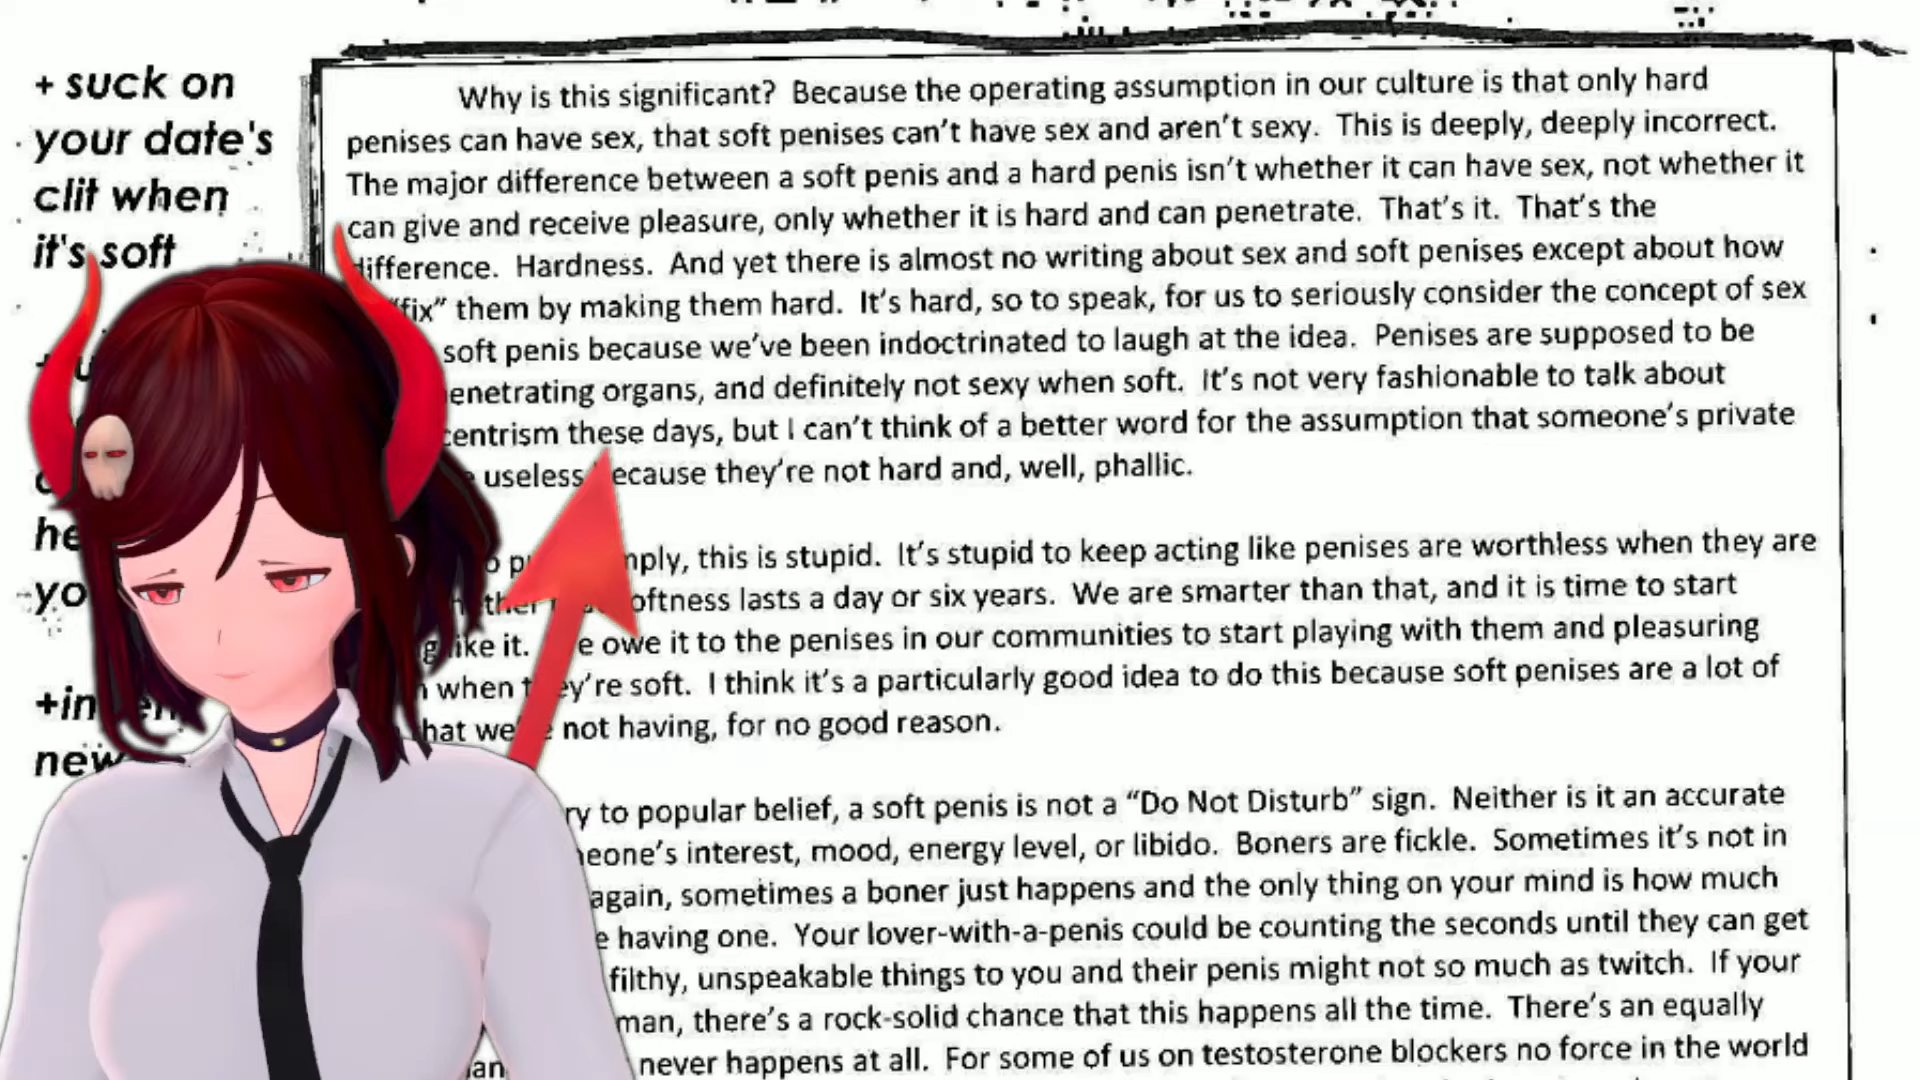 + suck on
your date's
clit when
it's soft
he
yo
new
Why is this significant?  Because the operating assumption in our culture is that only hard
penises can have sex, that soft penises can't have sex and aren't sexy.  This is deeply, deeply incorrect.
The major difference between a soft penis and a hard penis isn't whether it can have sex, not whether it
can give and receive pleasure, only whether it is hard and can penetrate.  That's it.  That's the
difference.  Hardness.  And yet there is almost no writing about sex and soft penises except about how
"fix" them by making them hard.  It's hard, so to speak, for us to seriously consider the concept of sex
soft penis because we've been indoctrinated to laugh at the idea.  Penises are supposed to be
enetrating organs, and definitely not sexy when soft.  It's not very fashionable to talk about
centrism these days, but I can't think of a better word for the assumption that someone's private
useless ecause they're not hard and, well, phallic.
mply, this is stupid.  It's stupid to keep acting like penises are worthless when they are
oftness lasts a day or six years.  We are smarter than that, and it is time to start
like it. e owe it to the penises in our communities to start playing with them and pleasuring
when they're soft.  I think it's a particularly good idea to do this because soft penises are a lot of
hat we're not having, for no good reason.
ry to popular belief, a soft penis is not a "Do Not Disturb" sign.  Neither is it an accurate
eone's interest, mood, energy level, or libido.  Boners are fickle.  Sometimes it's not in
again, sometimes a boner just happens and the only thing on your mind is how much
e having one.  Your lover-with-a-penis could be counting the seconds until they can get
filthy, unspeakable things to you and their penis might not so much as twitch.  If your
man, there's a rock-solid chance that this happens all the time.  There's an equally
never happens at all.  For some of us on testosterone blockers no force in the world